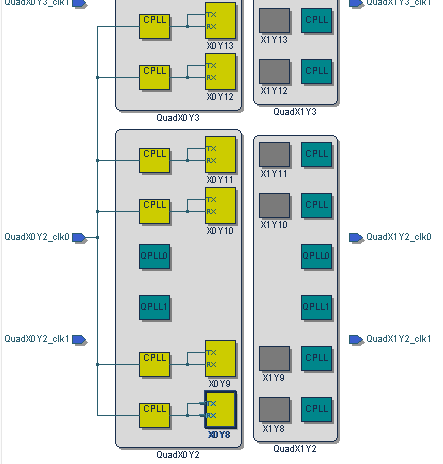 QuadX0Y3_clk1
QuadX1Y3_clk1
CPLL
TX
RX
X0Y13
X1Y13
CPLL
CPLL
TX
RX
X0Y12
X1Y12
CPLL
QuadX0Y3
QuadX1Y3
CPLL
TX
RX
X0Y11
X1Y11
CPLL
CPLL
TX
RX
X0Y10
X1Y10
CPLL
QuadX0Y2_clk0
QPLL0
QPLL0
QuadX1Y2_clk0
QPLL1
QPLL1
QuadX0Y2_clk1
QuadX1Y2_clk1
CPLL
TX
RX
X0Y9
X1Y9
CPLL
CPLL
TX
RX
X0Y8
X1Y8
CPLL
QuadX0Y2
QuadX1Y2